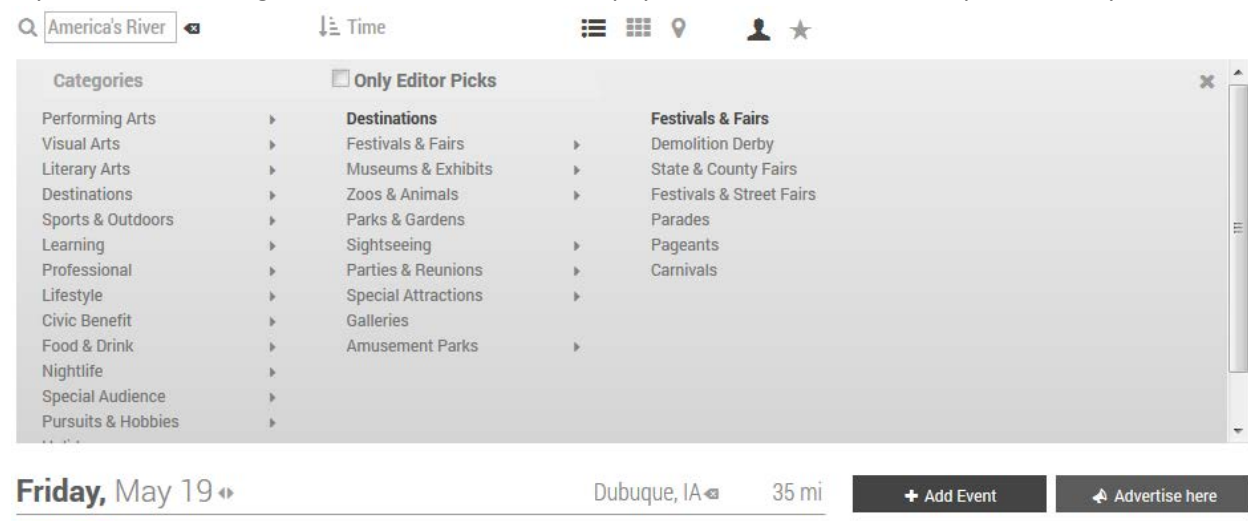 America's River Time
Categories Only Editor Picks
Performing Arts Destinations Festivals & Fairs
Visual Arts Festivals & Fairs Demolition Derby
Literary Arts Museums & Exhibits State & County Fairs
Destinations Zoos & Animals Festivals & Street Fairs
Sports & Outdoors Parks & Gardens Parades
Learning Sightseeing Pageants
Professional Parties & Reunions Carnivals
Lifestyle Special Attractions
Civic Benefit Galleries
Food & Drink Amusement Parks
Nightlife
Special Audience
Pursuits & Hobbies
Friday, May 19 Dubuque, IA 35 mi + Add Event Advertise here